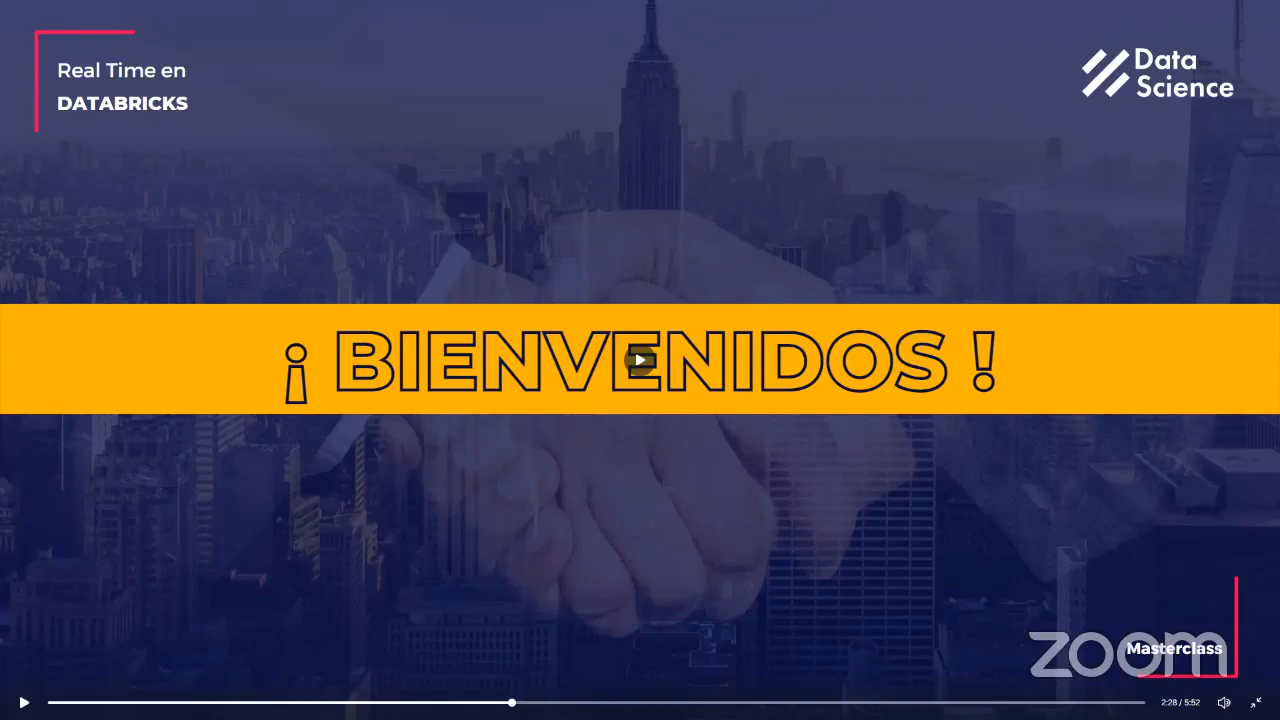 Real Time en
DATABRICKS
Data
Science
¡ BIENVENIDOS !
zoom
Masterclass
2:28 / 5:52